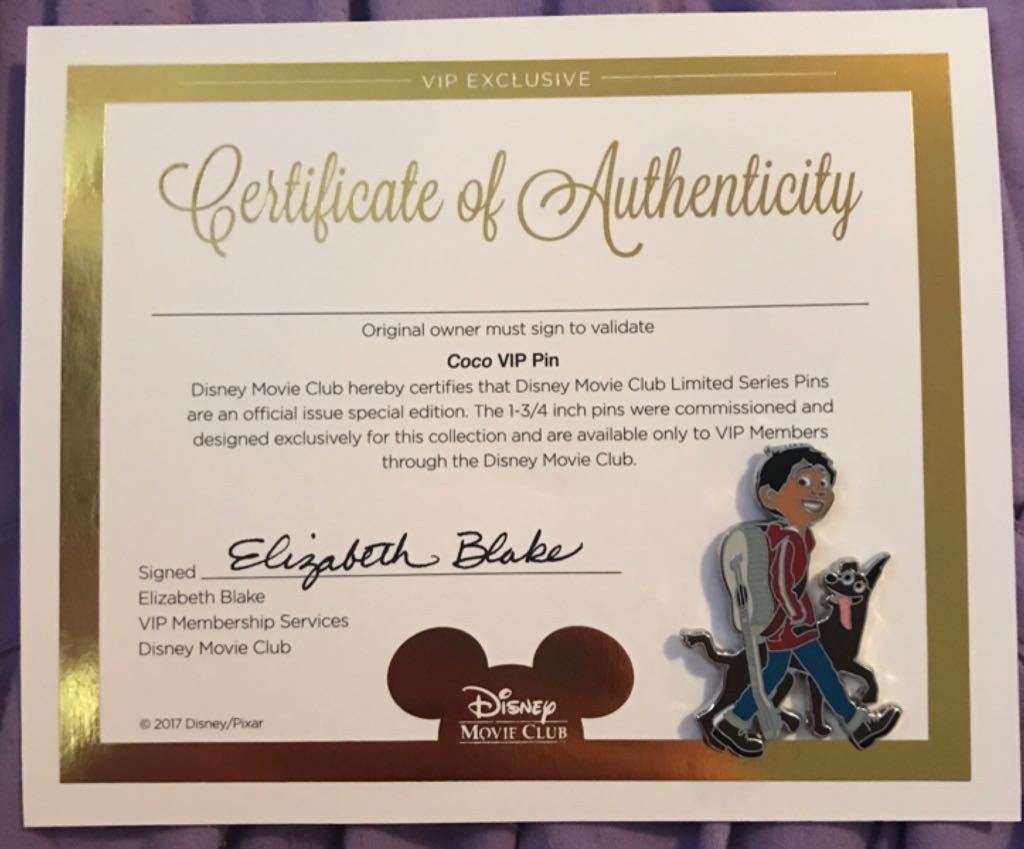 VIP EXCLUSIVE
Certificate of Authenticity
Original owner must sign to validate
Coco VIP Pin
Disney Movie Club hereby certifies that Disney Movie Club Limited Series Pins
are an official issue special edition. The 1-3/4 inch pins were commissioned and
designed exclusively for this collection and are available only to VIP Members
through the Disney Movie Club.
Signed Elizabeth Blake
Elizabeth Blake
VIP Membership Services
Disney Movie Club
© 2017 Disney/Pixar
Disney
MOVIE CLUB